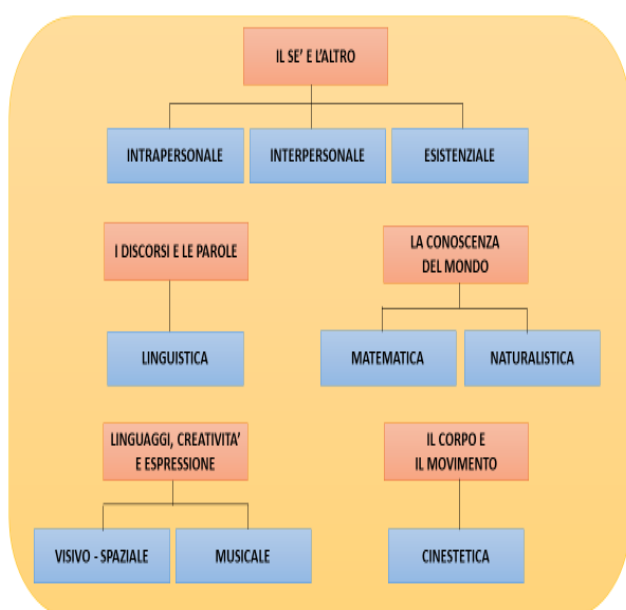 IL SE' E L'ALTRO
INTRAPERSONALE
INTERPERSONALE
ESISTENZIALE
I DISCORSI E LE PAROLE
LA CONOSCENZA
DEL MONDO
LINGUISTICA
MATEMATICA
NATURALISTICA
LINGUAGGI, CREATIVITA'
E ESPRESSIONE
IL CORPO E
IL MOVIMENTO
VISIVO - SPAZIALE
MUSICALE
CINESTETICA